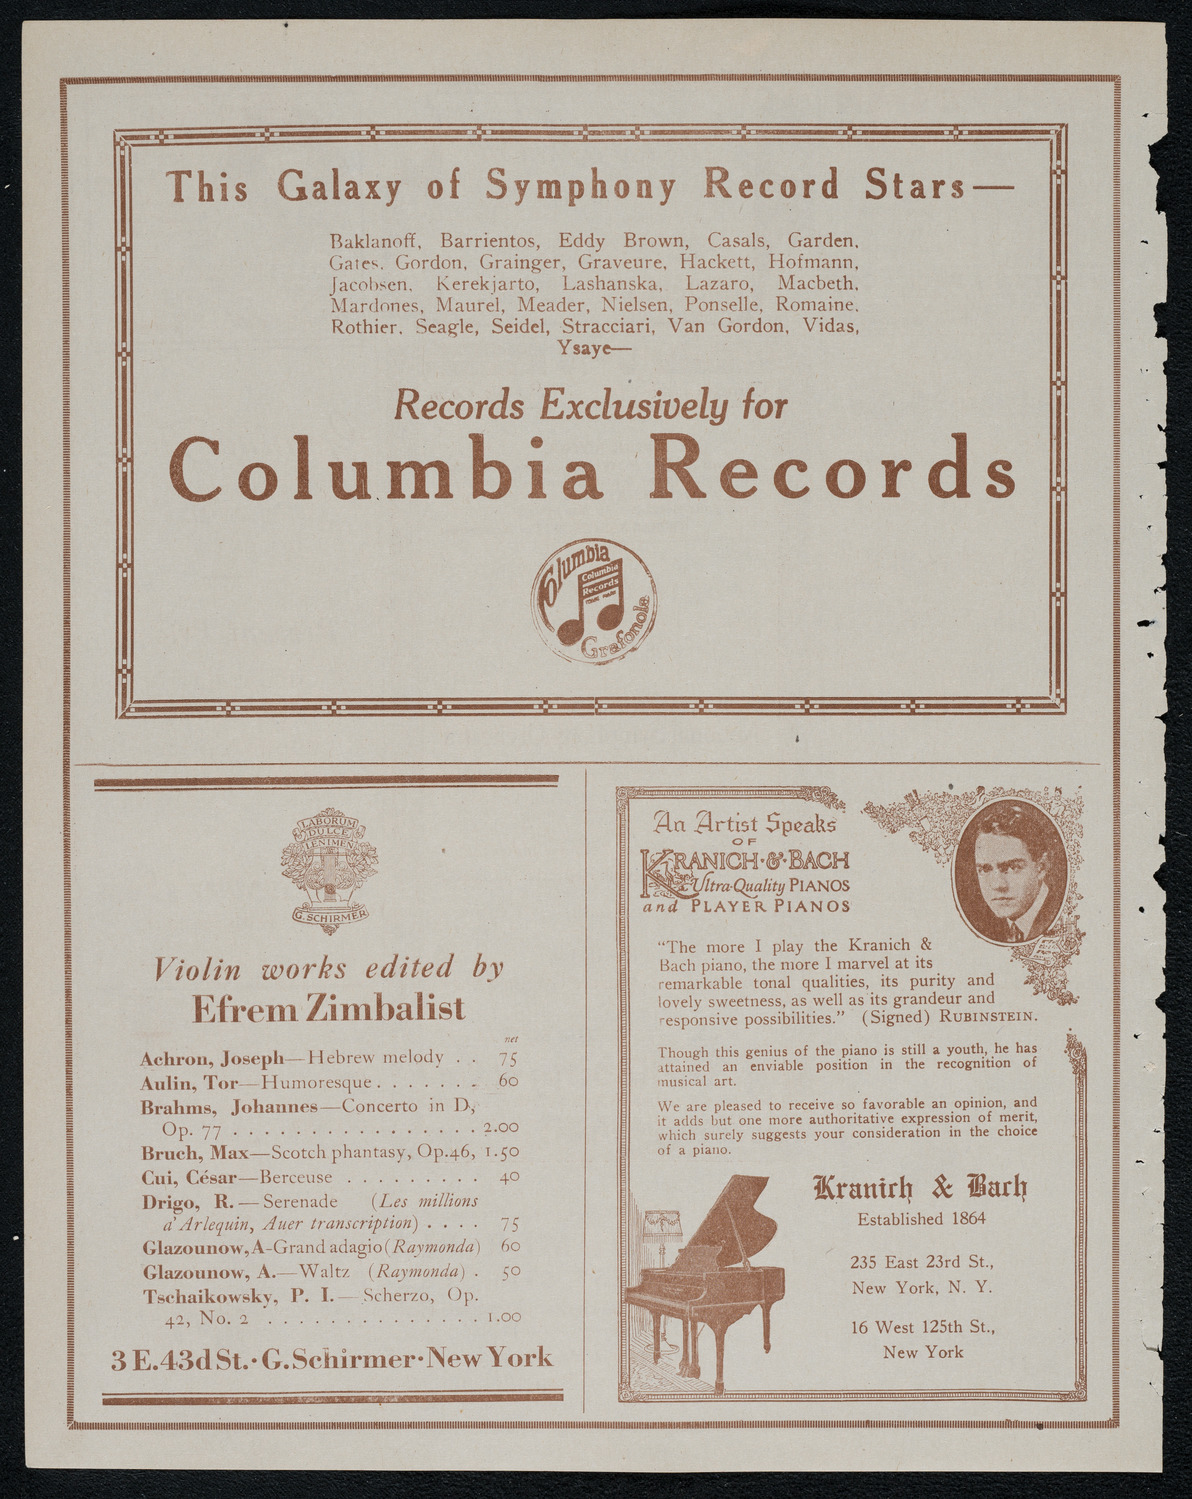 This Galaxy of Symphony Record Stars—
Baklanoff, Barrientos, Eddy Brown, Casals, Garden,
Gates, Gordon, Grainger, Graveure, Hackett, Hofmann,
Jacobsen, Kerekjarto, Lashanska, Lazaro, Macbeth,
Mardones, Maurel, Meader, Nielsen, Ponselle, Romaine,
Rothier, Seagle, Seidel, Stracciari, Van Gordon, Vidas,
Ysaye—
Records Exclusively for
Columbia Records
Columbia
Columbia
Records
Grafonola
LABORUM
DULCE
LENIMEN
G. SCHIRMER
Violin works edited by
Efrem Zimbalist
net
Achron, Joseph—Hebrew melody . . 75
Aulin, Tor—Humoresque . . . . . . . 60
Brahms, Johannes—Concerto in D,
Op. 77 . . . . . . . . . . . . . . . . 2.00
Bruch, Max—Scotch phantasy, Op.46, 1.50
Cui, César—Berceuse . . . . . . . . . 40
Drigo, R.—Serenade (Les millions
d'Arlequin, Auer transcription) . . . . 75
Glazounow, A-Grand adagio (Raymonda) 60
Glazounow, A.—Waltz (Raymonda) . 50
Tschaikowsky, P. I.—Scherzo, Op.
42, No. 2 . . . . . . . . . . . . . . 1.00
3 E. 43d St. · G. Schirmer · New York
An Artist Speaks
OF
KRANICH·&·BACH
Ultra-Quality PIANOS
and PLAYER PIANOS
"The more I play the Kranich &
Bach piano, the more I marvel at its
remarkable tonal qualities, its purity and
lovely sweetness, as well as its grandeur and
responsive possibilities." (Signed) RUBINSTEIN.
Though this genius of the piano is still a youth, he has
attained an enviable position in the recognition of
musical art.
We are pleased to receive so favorable an opinion, and
it adds but one more authoritative expression of merit,
which surely suggests your consideration in the choice
of a piano.
Kranich & Bach
Established 1864
235 East 23rd St.,
New York, N. Y.
16 West 125th St.,
New York